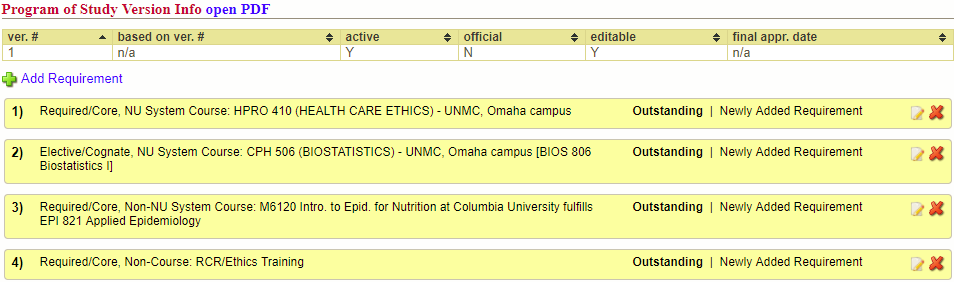 Program of Study Version Info open PDF
ver. # based on ver. # active official editable final appr. date
1 n/a Y N Y n/a
Add Requirement
1) Required/Core, NU System Course: HPRO 410 (HEALTH CARE ETHICS) - UNMC, Omaha campus Outstanding | Newly Added Requirement
2) Elective/Cognate, NU System Course: CPH 506 (BIOSTATISTICS) - UNMC, Omaha campus [BIOS 806 Outstanding | Newly Added Requirement
Biostatistics I]
3) Required/Core, Non-NU System Course: M6120 Intro. to Epid. for Nutrition at Columbia University fulfills Outstanding | Newly Added Requirement
EPI 821 Applied Epidemiology
4) Required/Core, Non-Course: RCR/Ethics Training Outstanding | Newly Added Requirement